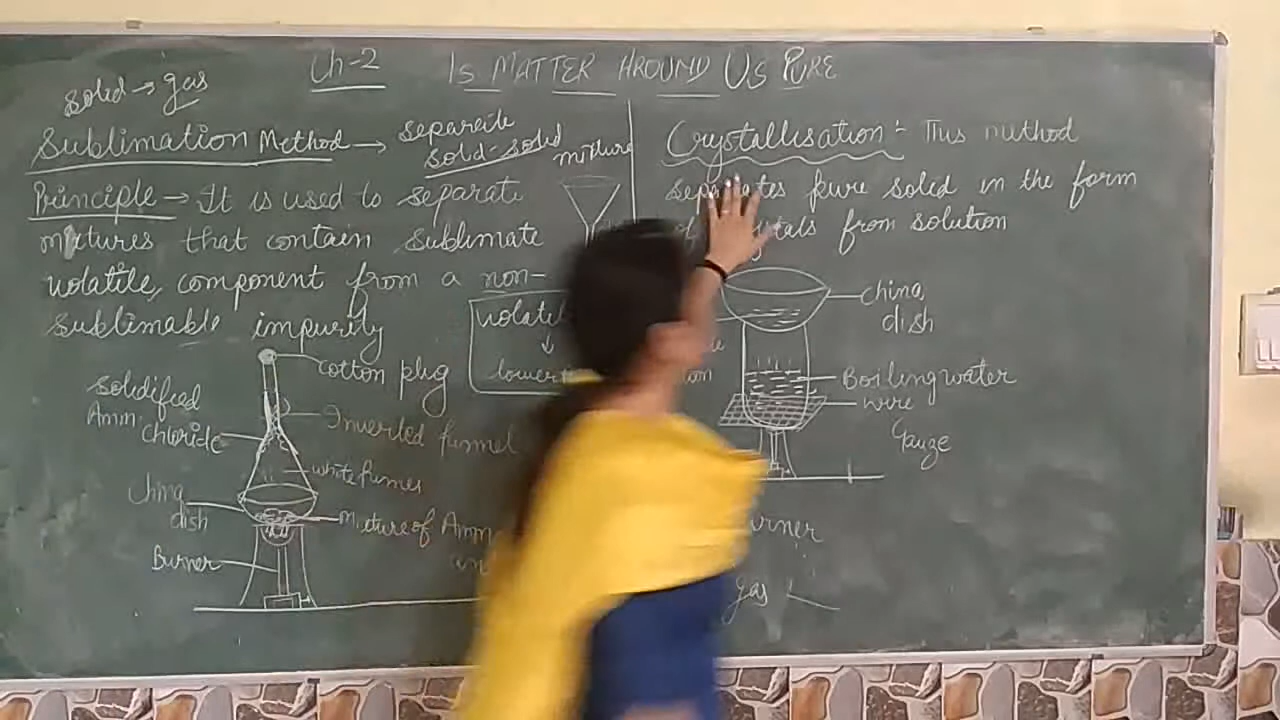 Ch-2 IS MATTER AROUND US PURE
solid → gas
Sublimation Method → separate
solid-solid
mixture
Principle → It is used to separate
mixtures that contain sublimate
volatile, component from a non-
sublimable impurity
cotton plug
solidified
Amm
chloride
Inverted funnel
white fumes
China
dish
mixture of Amm
Burner
lower
Crystallisation :- This method
separates pure solid in the form
of from solution
china
dish
Boiling water
wire
Gauze
gas